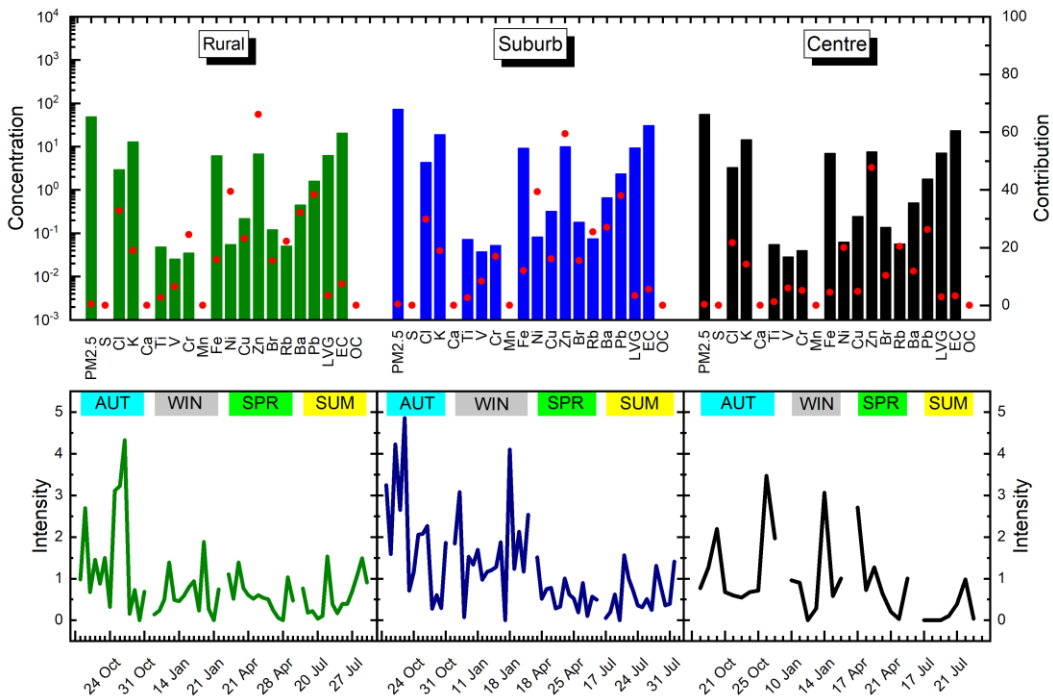 Rural
Suburb
Centre
Concentration
10⁴
10³
10²
10¹
10⁰
10⁻¹
10⁻²
10⁻³
Contribution
100
80
60
40
20
0
PM2.5 S Cl K Ca Ti V Cr Mn Fe Ni Cu Zn Br Rb Ba Pb LVG EC OC
PM2.5 S Cl K Ca Ti V Cr Mn Fe Ni Cu Zn Br Rb Ba Pb LVG EC OC
PM2.5 S Cl K Ca Ti V Cr Mn Fe Ni Cu Zn Br Rb Ba Pb LVG EC OC
AUT WIN SPR SUM
AUT WIN SPR SUM
AUT WIN SPR SUM
Intensity
5
4
3
2
1
0
Intensity
5
4
3
2
1
0
24 Oct 31 Oct 14 Jan 21 Jan 21 Apr 28 Apr 20 Jul 27 Jul
24 Oct 31 Oct 11 Jan 18 Jan 18 Apr 25 Apr 17 Jul 24 Jul 31 Jul
21 Oct 25 Oct 10 Jan 14 Jan 17 Apr 21 Apr 17 Jul 21 Jul